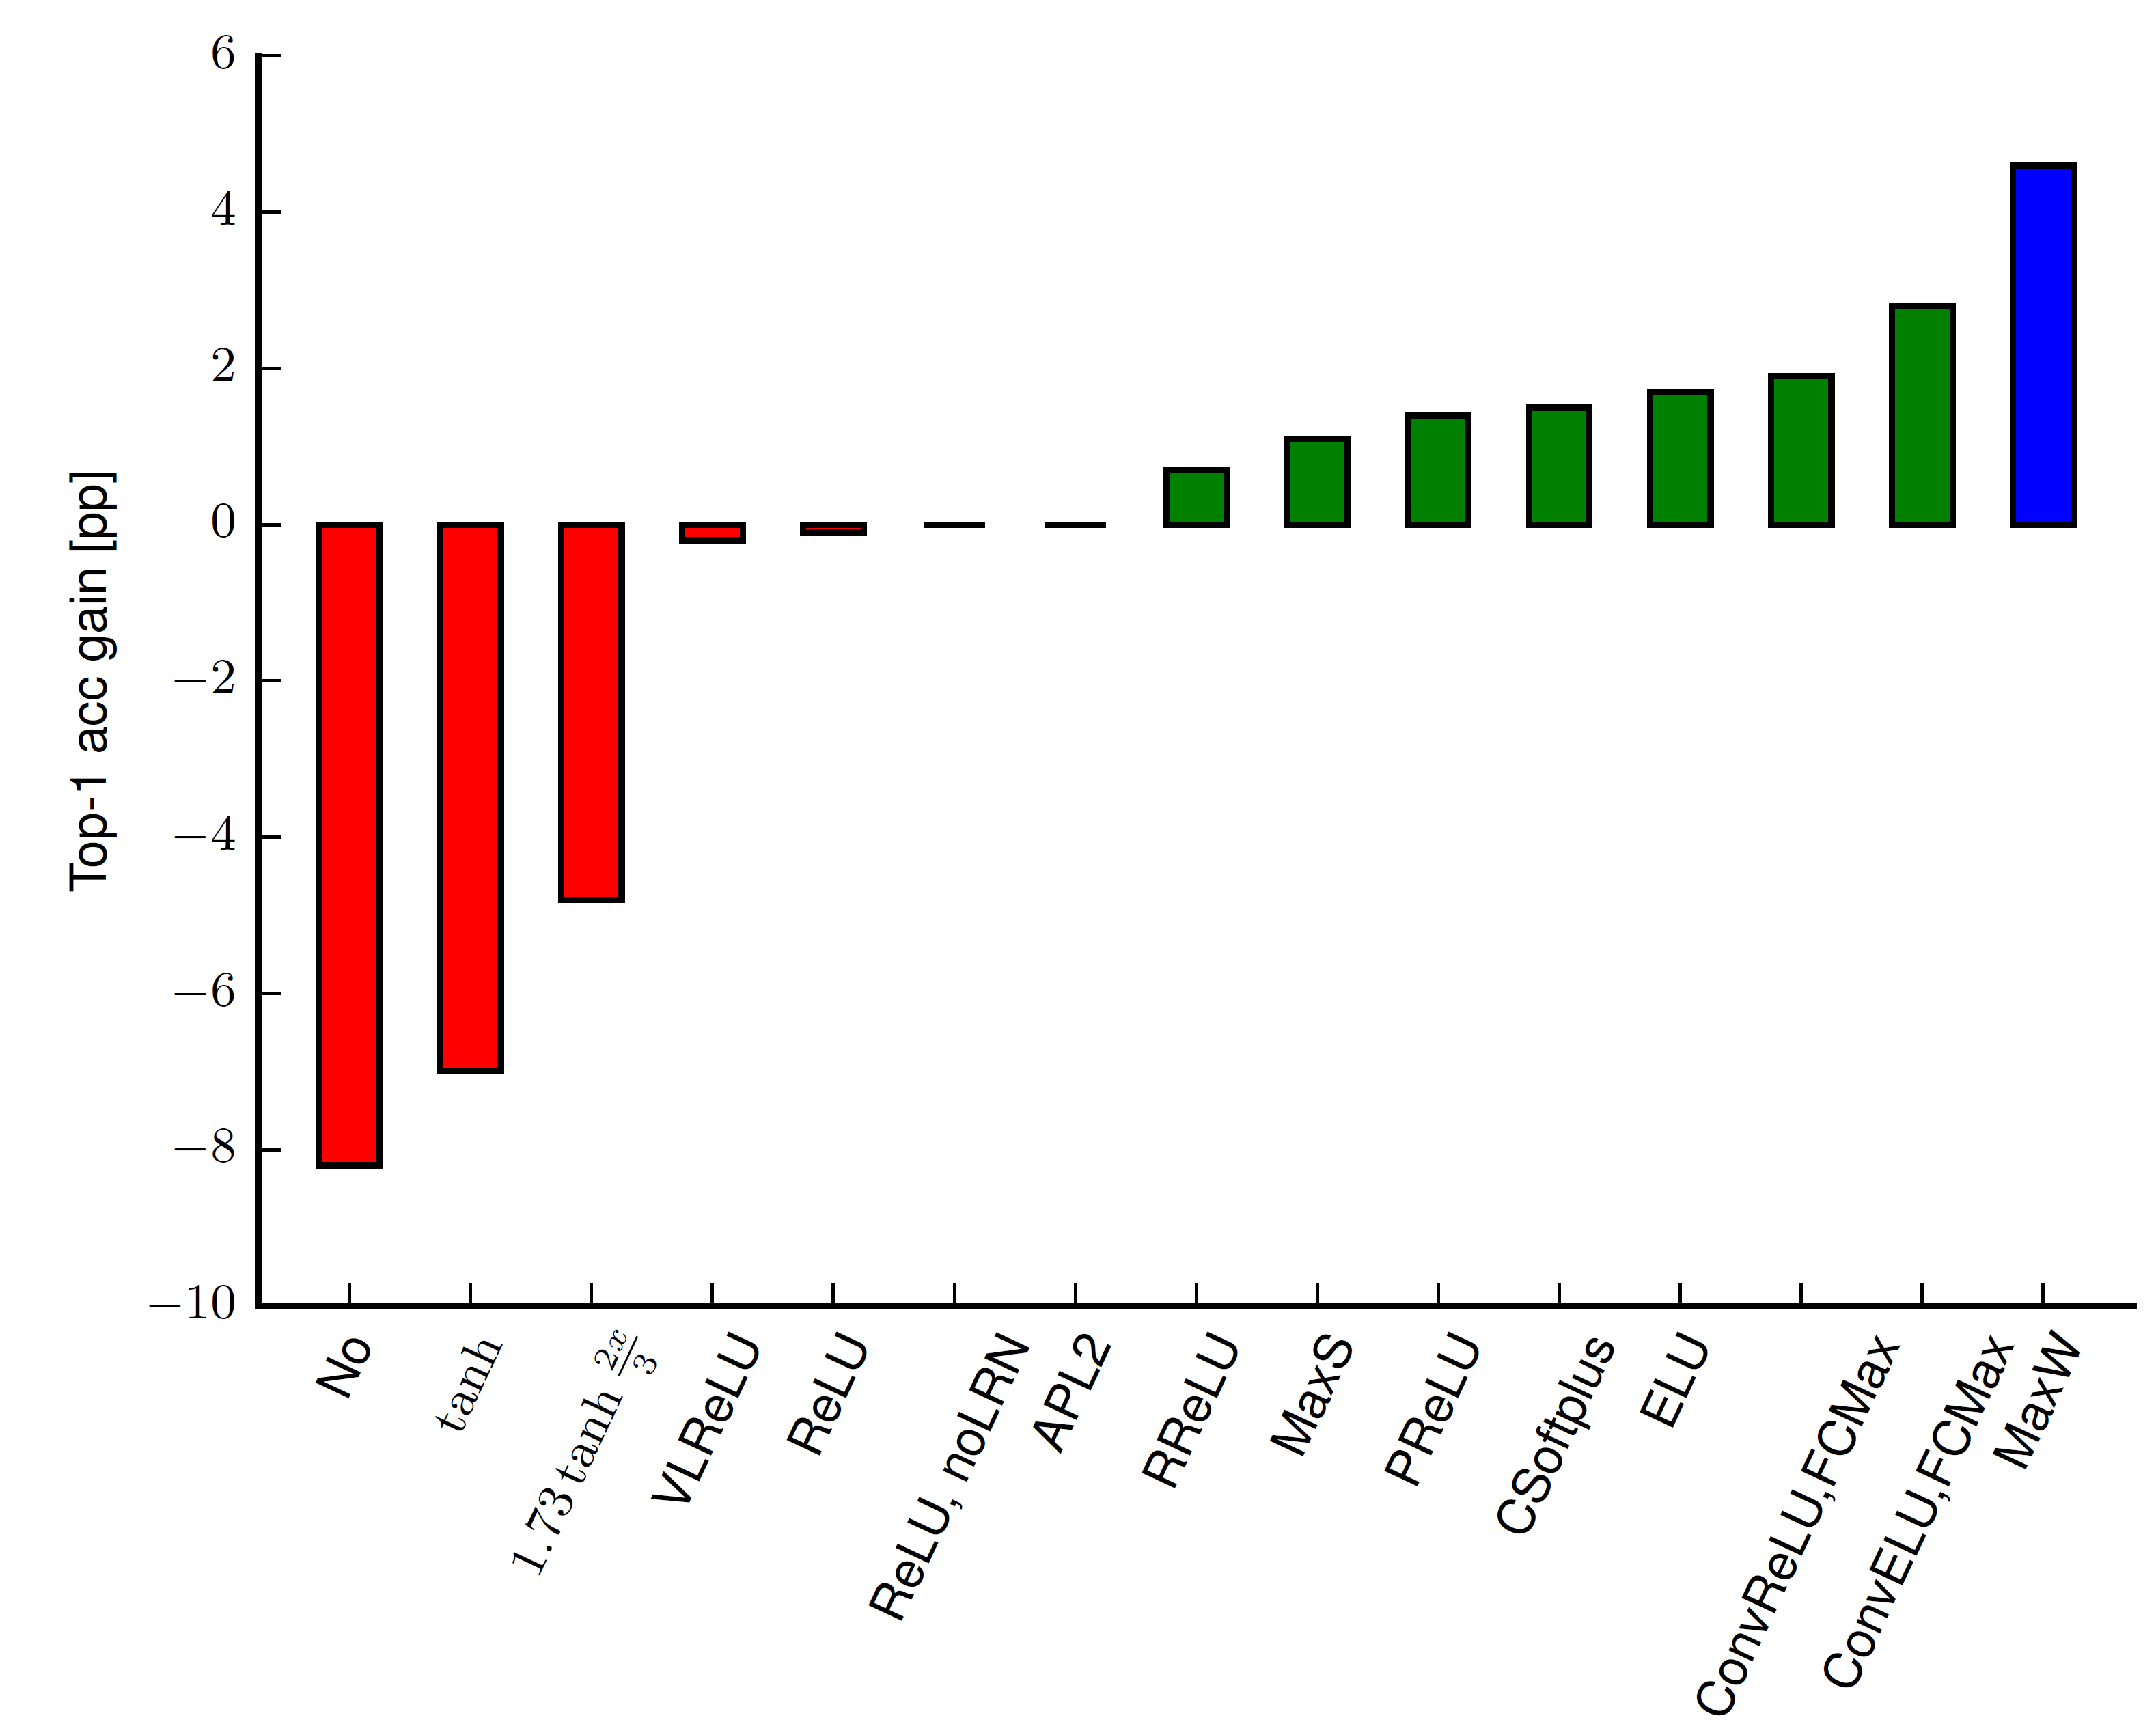 Top-1 acc gain [pp]
6
4
2
0
−2
−4
−6
−8
−10
No
tanh
1.73 tanh 2x/3
VLReLU
ReLU
ReLU, noLRN
APL2
RReLU
MaxS
PReLU
CSoftplus
ELU
ConvReLU,FCMax
ConvELU,FCMax
MaxW